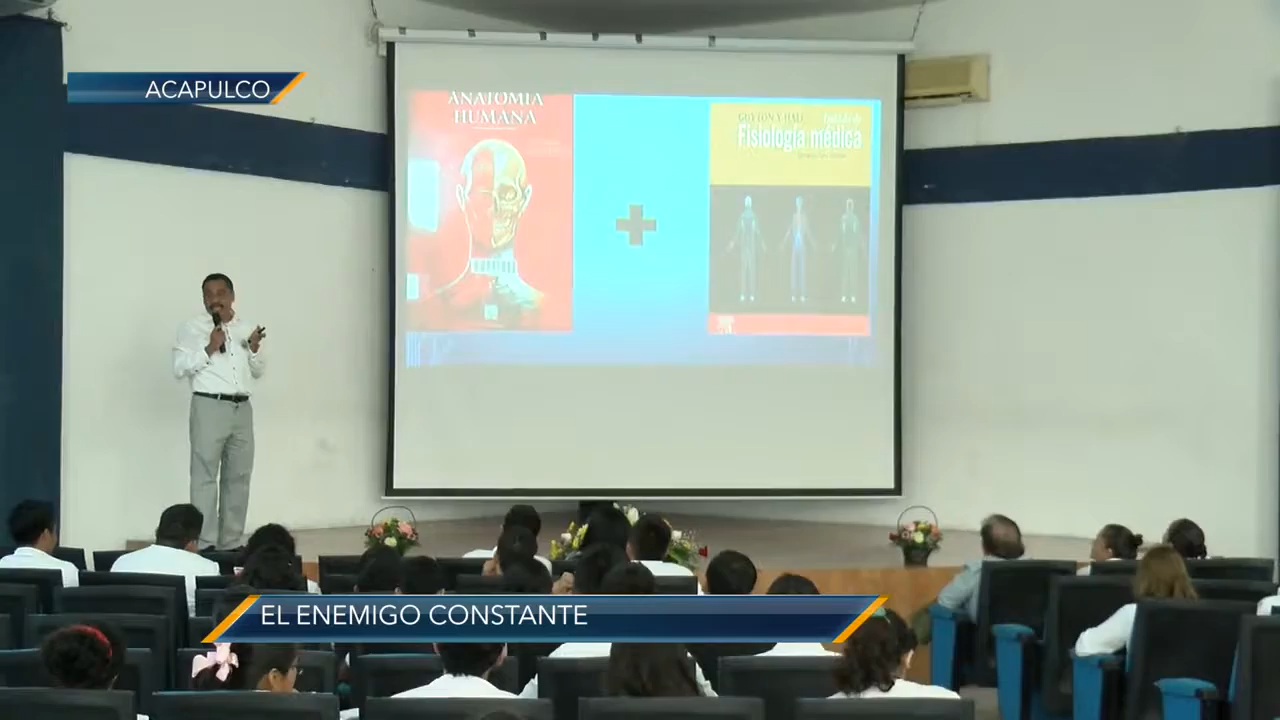 ACAPULCO
ANATOMIA
HUMANA
GUYTON Y HALL
Fisiología médica
EL ENEMIGO CONSTANTE